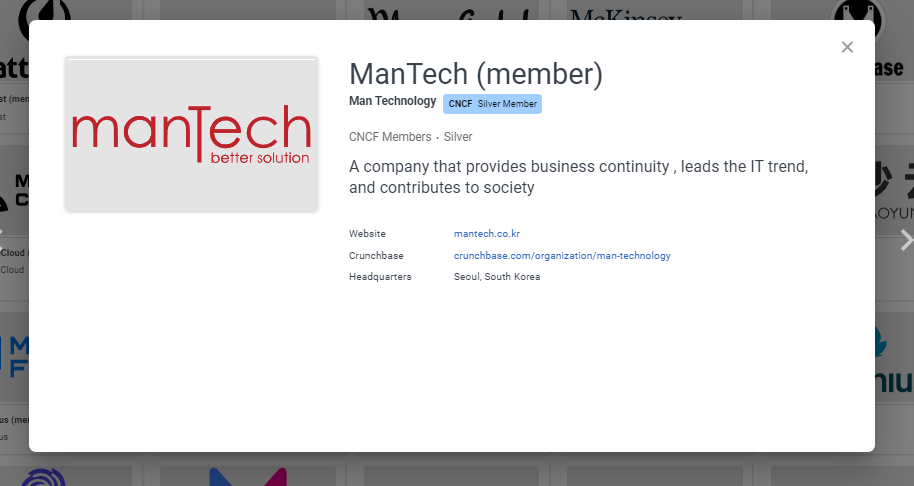 McKinsey
manTech
better solution
ManTech (member)
Man Technology CNCF Silver Member
CNCF Members · Silver
A company that provides business continuity , leads the IT trend,
and contributes to society
Website mantech.co.kr
Crunchbase crunchbase.com/organization/man-technology
Headquarters Seoul, South Korea
Cloud